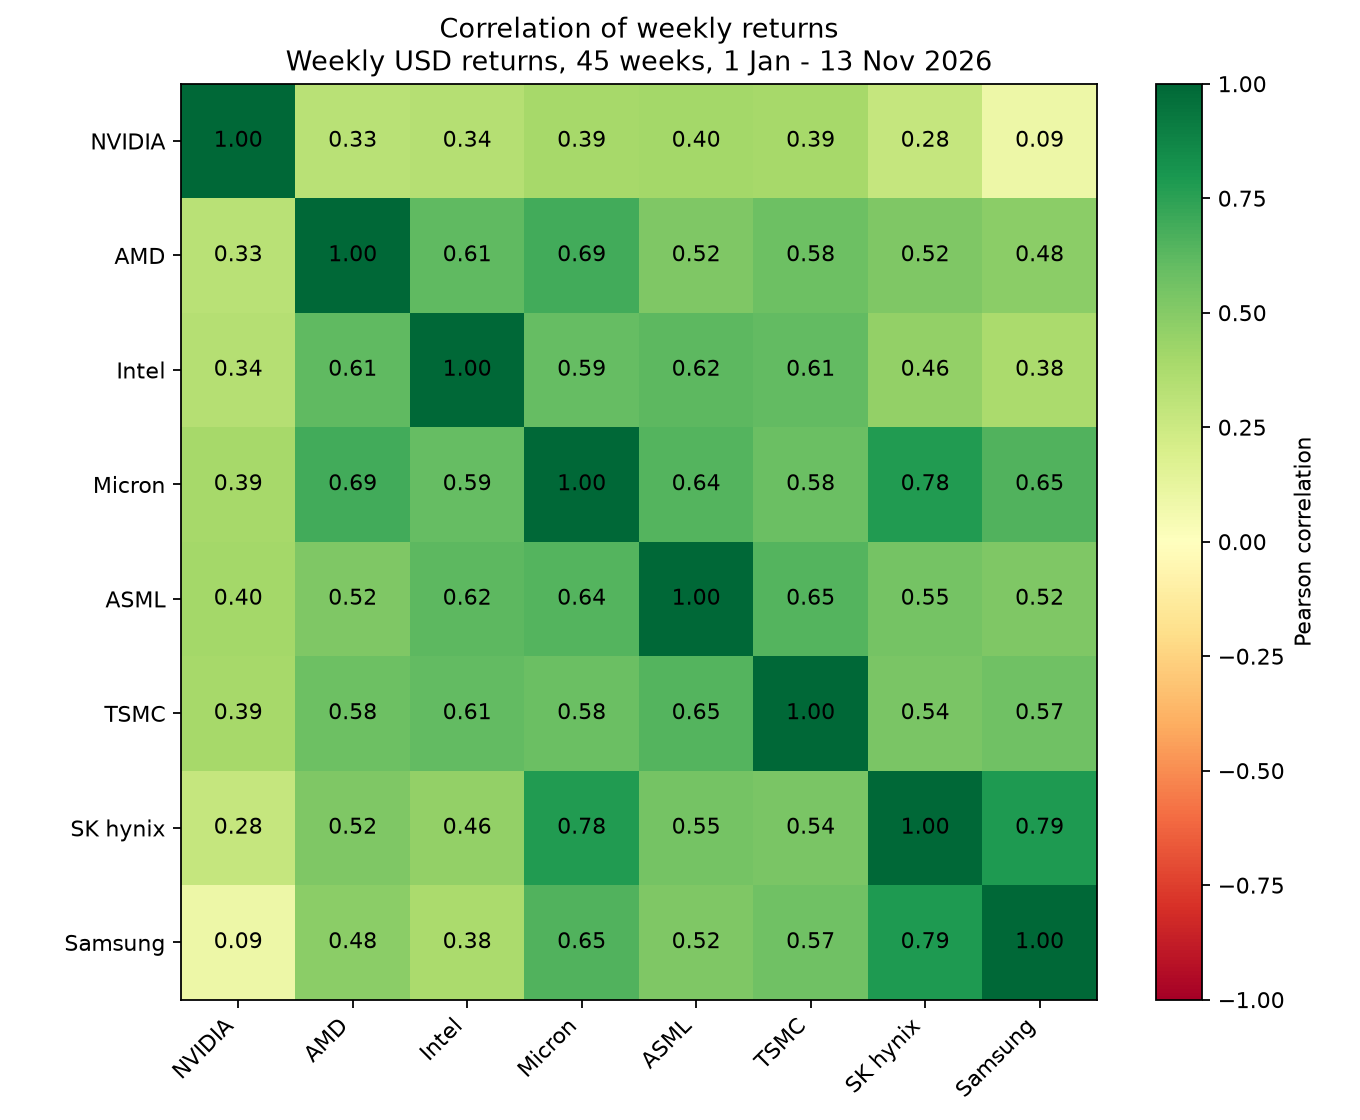 Correlation of weekly returns
Weekly USD returns, 45 weeks, 1 Jan - 13 Nov 2026
NVIDIA 1.00 0.33 0.34 0.39 0.40 0.39 0.28 0.09
AMD 0.33 1.00 0.61 0.69 0.52 0.58 0.52 0.48
Intel 0.34 0.61 1.00 0.59 0.62 0.61 0.46 0.38
Micron 0.39 0.69 0.59 1.00 0.64 0.58 0.78 0.65
ASML 0.40 0.52 0.62 0.64 1.00 0.65 0.55 0.52
TSMC 0.39 0.58 0.61 0.58 0.65 1.00 0.54 0.57
SK hynix 0.28 0.52 0.46 0.78 0.55 0.54 1.00 0.79
Samsung 0.09 0.48 0.38 0.65 0.52 0.57 0.79 1.00
NVIDIA AMD Intel Micron ASML TSMC SK hynix Samsung
1.00
0.75
0.50
0.25
0.00
−0.25
−0.50
−0.75
−1.00
Pearson correlation